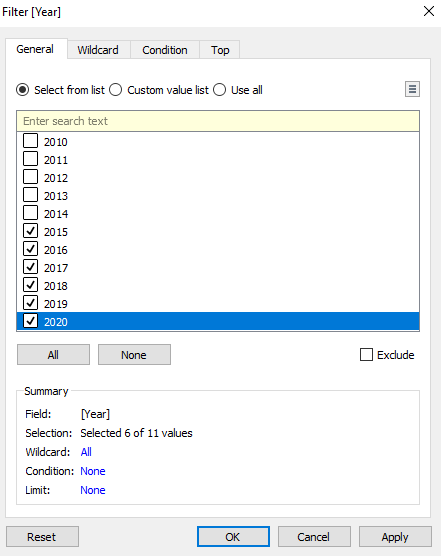 Filter [Year]
General Wildcard Condition Top
Select from list Custom value list Use all
Enter search text
2010
2011
2012
2013
2014
2015
2016
2017
2018
2019
2020
All None Exclude
Summary
Field: [Year]
Selection: Selected 6 of 11 values
Wildcard: All
Condition: None
Limit: None
Reset OK Cancel Apply